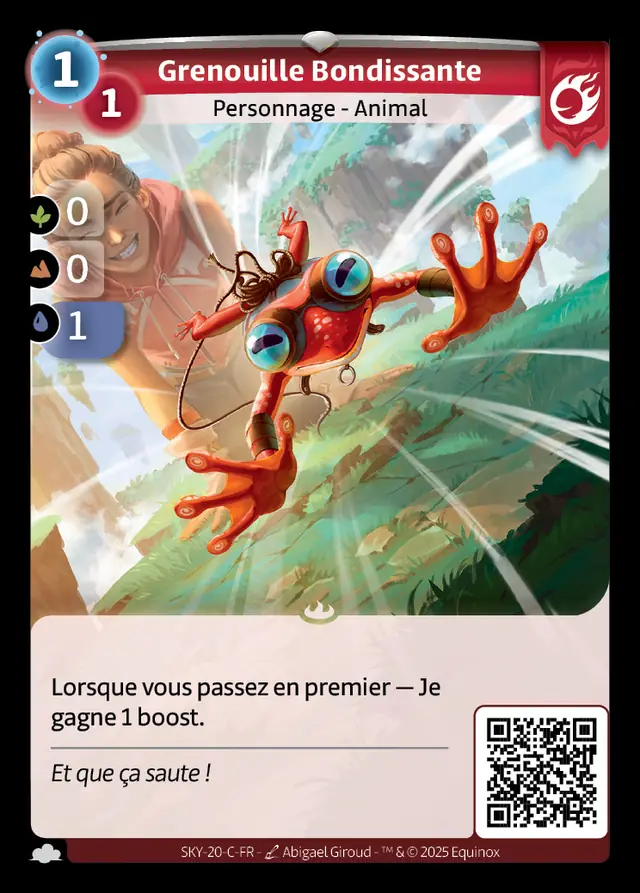 1
Grenouille Bondissante
1
Personnage - Animal
0
0
1
Lorsque vous passez en premier — Je
gagne 1 boost.
Et que ça saute !
SKY-20-C-FR - Abigael Giroud - ™ & © 2025 Equinox